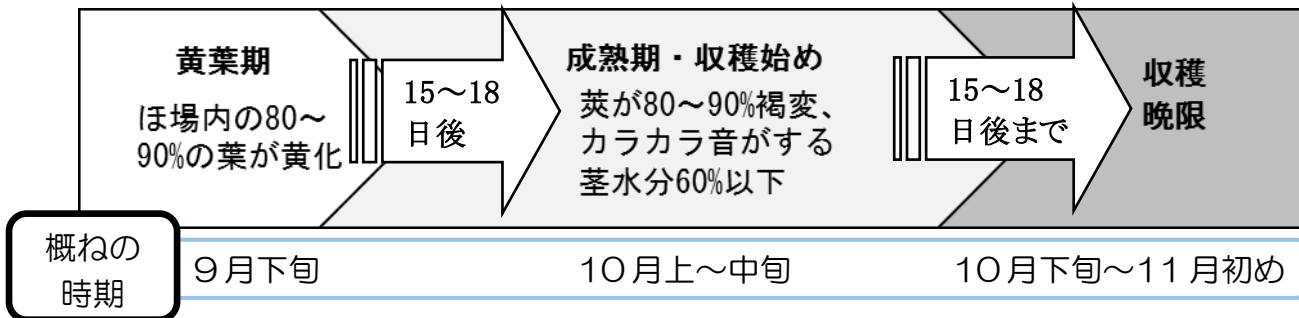 黄葉期
ほ場内の80～
90%の葉が黄化
15～18
日後
成熟期・収穫始め
莢が80～90%褐変、
カラカラ音がする
茎水分60%以下
15～18
日後まで
収穫
晩限
概ねの
時期
９月下旬
１０月上～中旬
１０月下旬～１１月初め